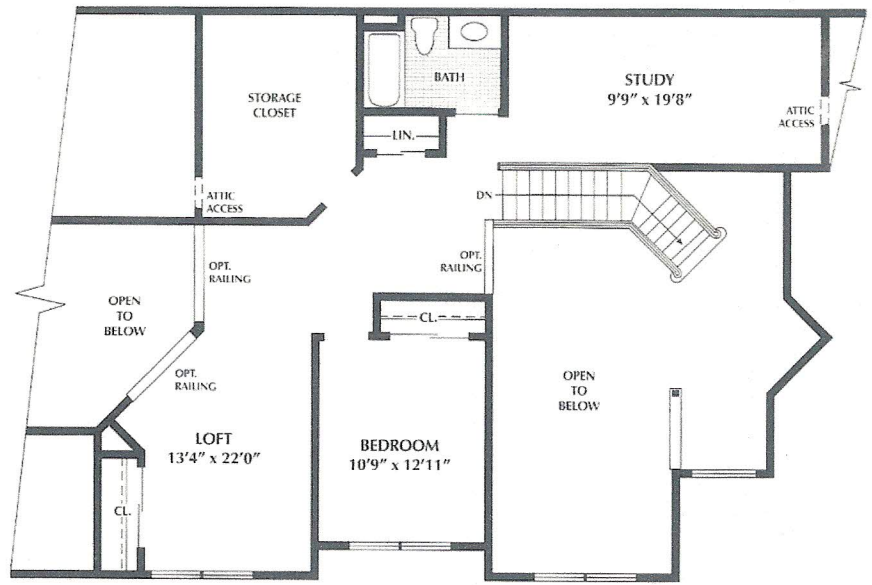 STORAGE
CLOSET
BATH
STUDY
9'9" x 19'8"
ATTIC
ACCESS
LIN.
ATTIC
ACCESS
DN
OPT.
RAILING
OPT.
RAILING
OPEN
TO
BELOW
CL.
OPT.
RAILING
OPEN
TO
BELOW
LOFT
13'4" x 22'0"
BEDROOM
10'9" x 12'11"
CL.